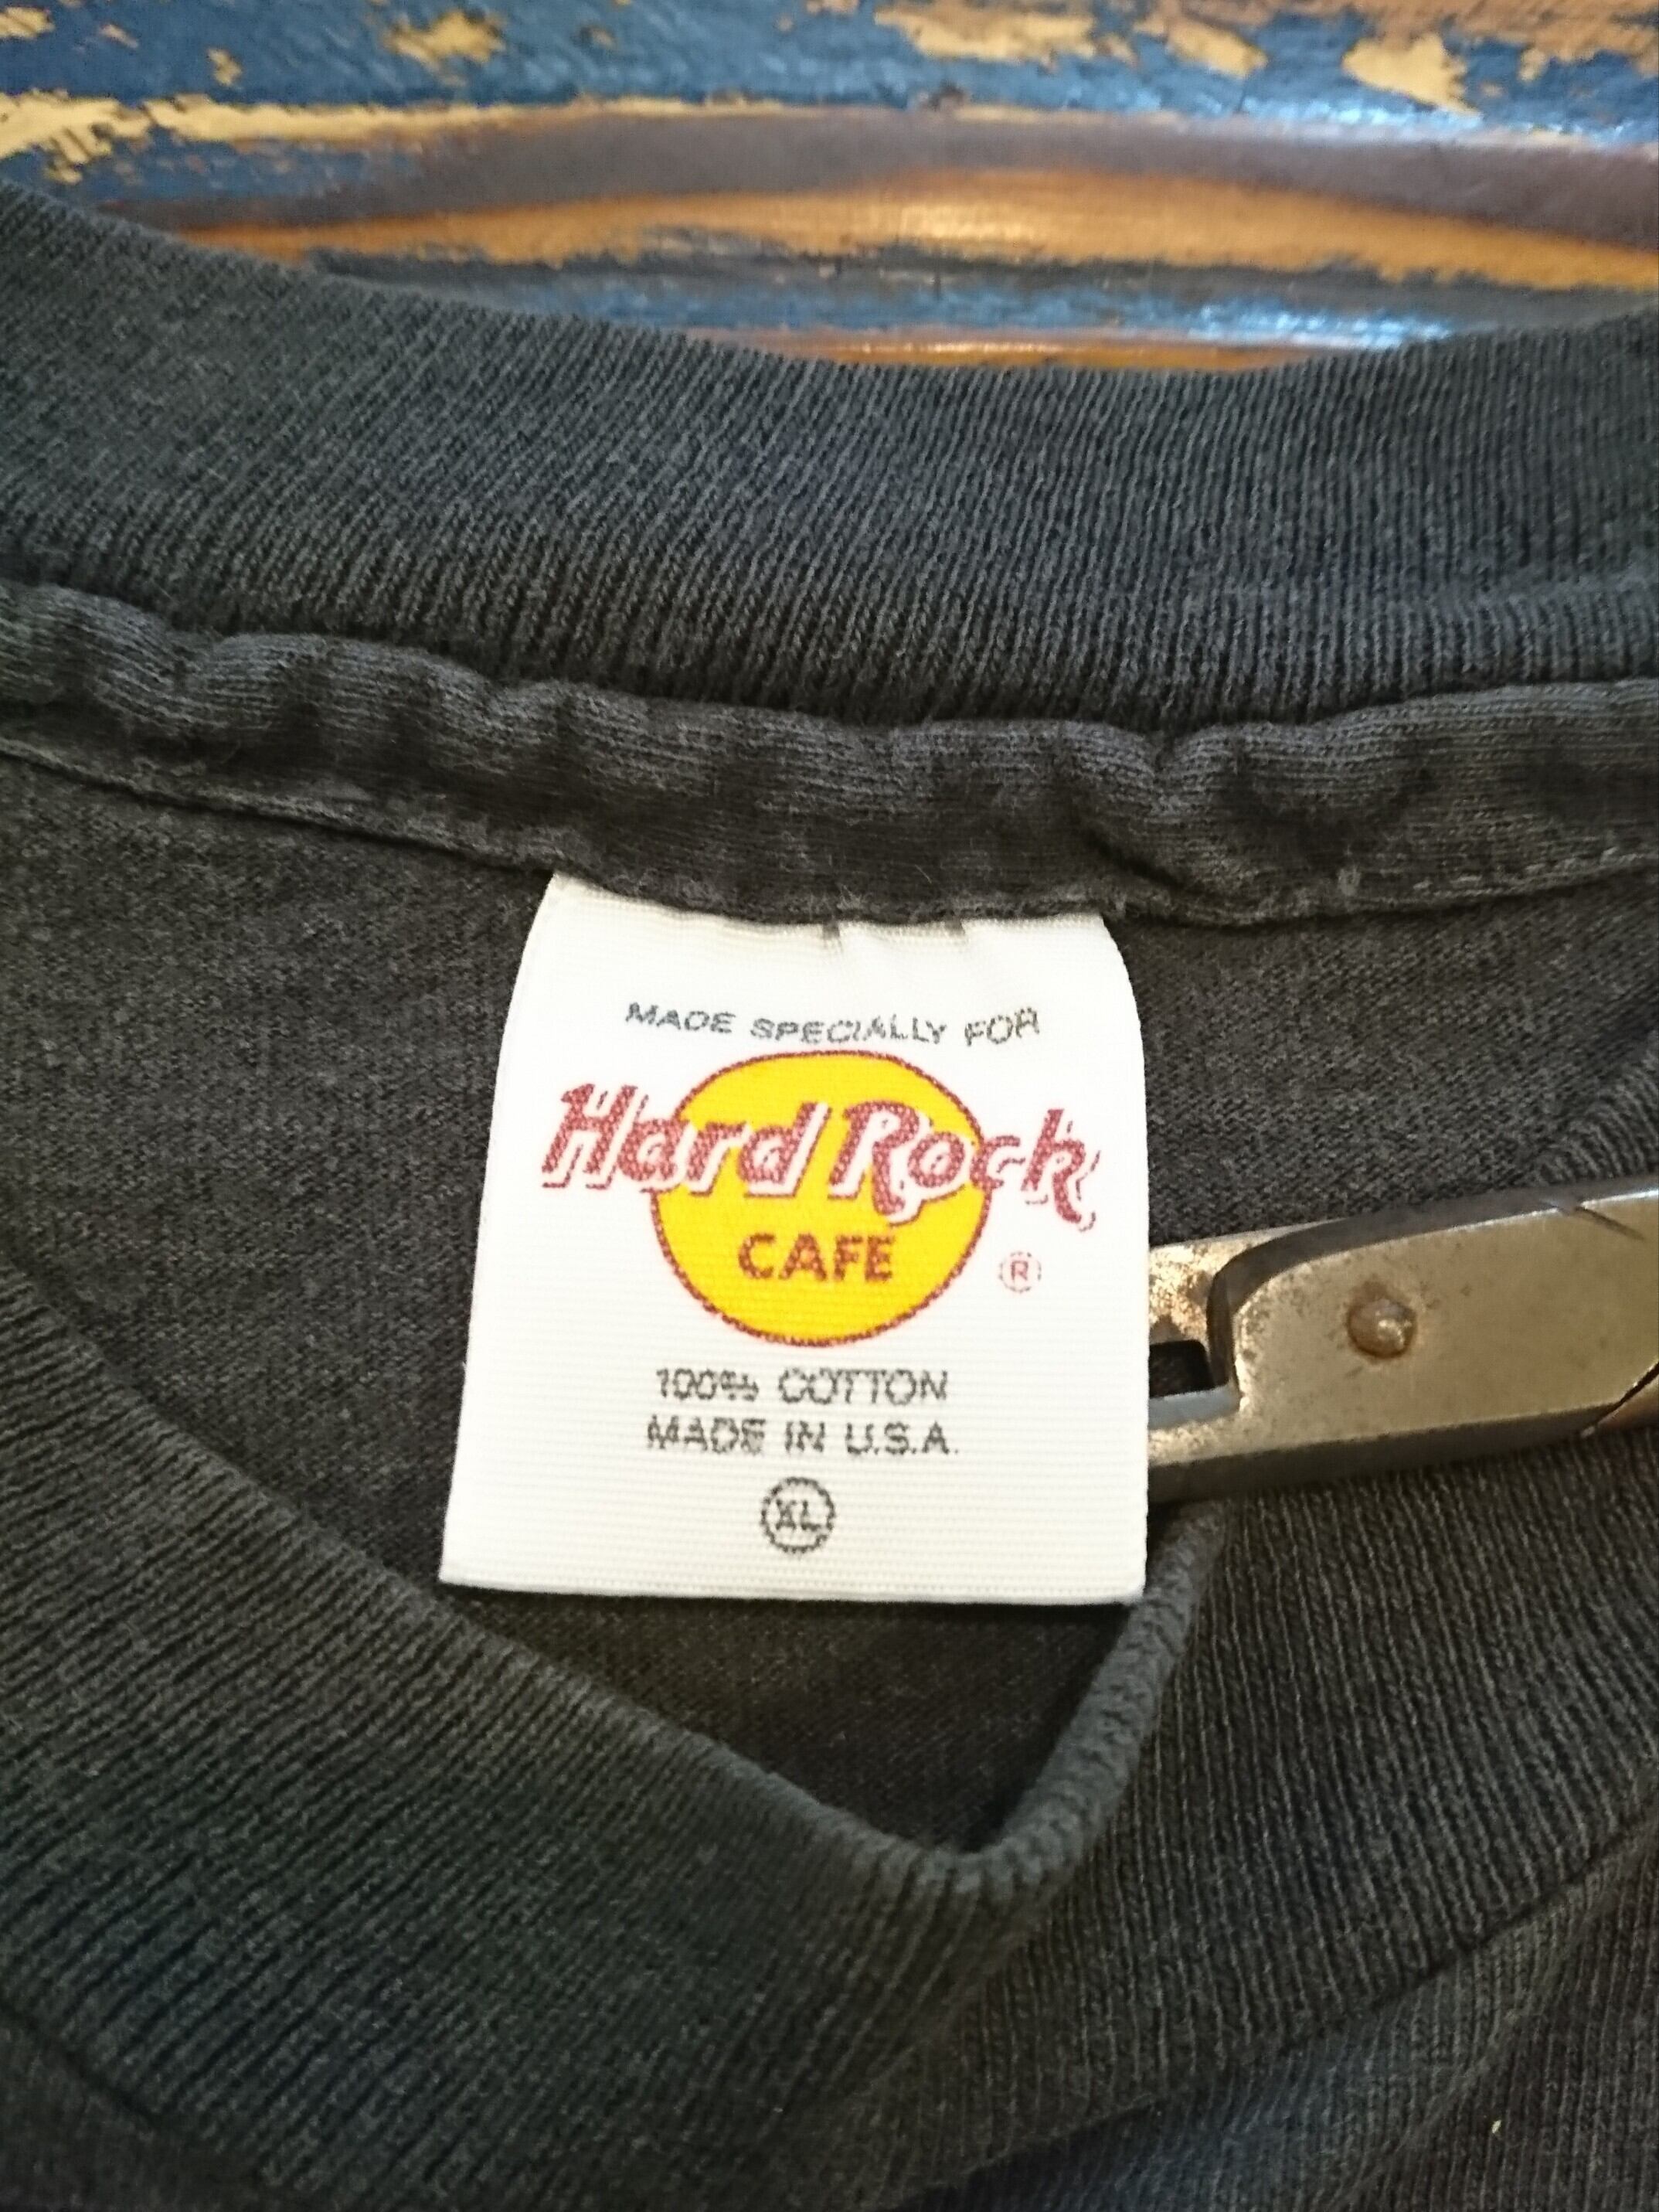 MADE SPECIALLY FOR
Hard Rock
CAFE
®
100% COTTON
MADE IN U.S.A.
XL